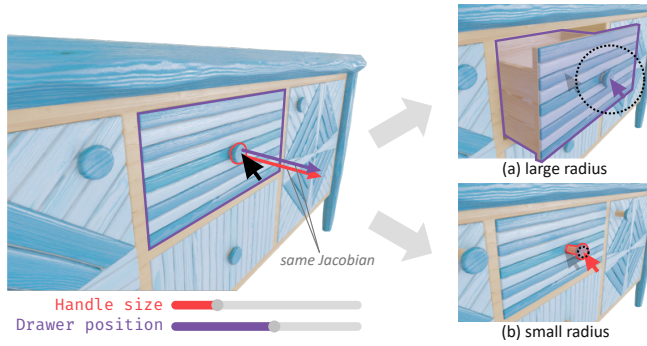 same Jacobian
Handle size
Drawer position
(a) large radius
(b) small radius